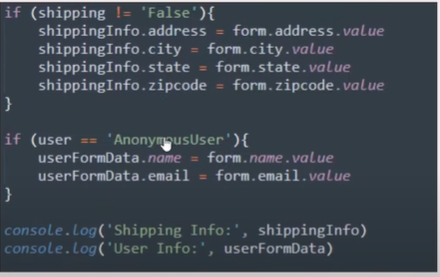 if (shipping != 'False'){
    shippingInfo.address = form.address.value
    shippingInfo.city = form.city.value
    shippingInfo.state = form.state.value
    shippingInfo.zipcode = form.zipcode.value
}
if (user == 'AnonymousUser'){
    userFormData.name = form.name.value
    userFormData.email = form.email.value
}
console.log('Shipping Info:', shippingInfo)
console.log('User Info:', userFormData)